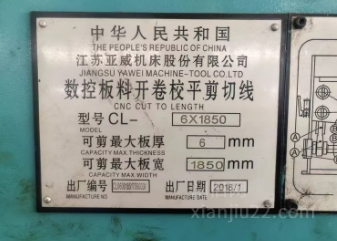 中华人民共和国
THE PEOPLE'S REPUBLIC OF CHINA
江苏亚威机床股份有限公司
JIANGSU YAWEI MACHINE-TOOL CO.,LTD
数控板料开卷校平剪切线
CNC CUT TO LENGTH
型号 CL- 6X1850
MODEL
可剪最大板厚 6 mm
CAPACITY MAX. THICKNESS
可剪最大板宽 1850 mm
CAPACITY MAX. WIDTH
出厂编号 出厂日期 2018/1
MANUFACTURE NO MANUFACTURE DATE
xianjiu22.com